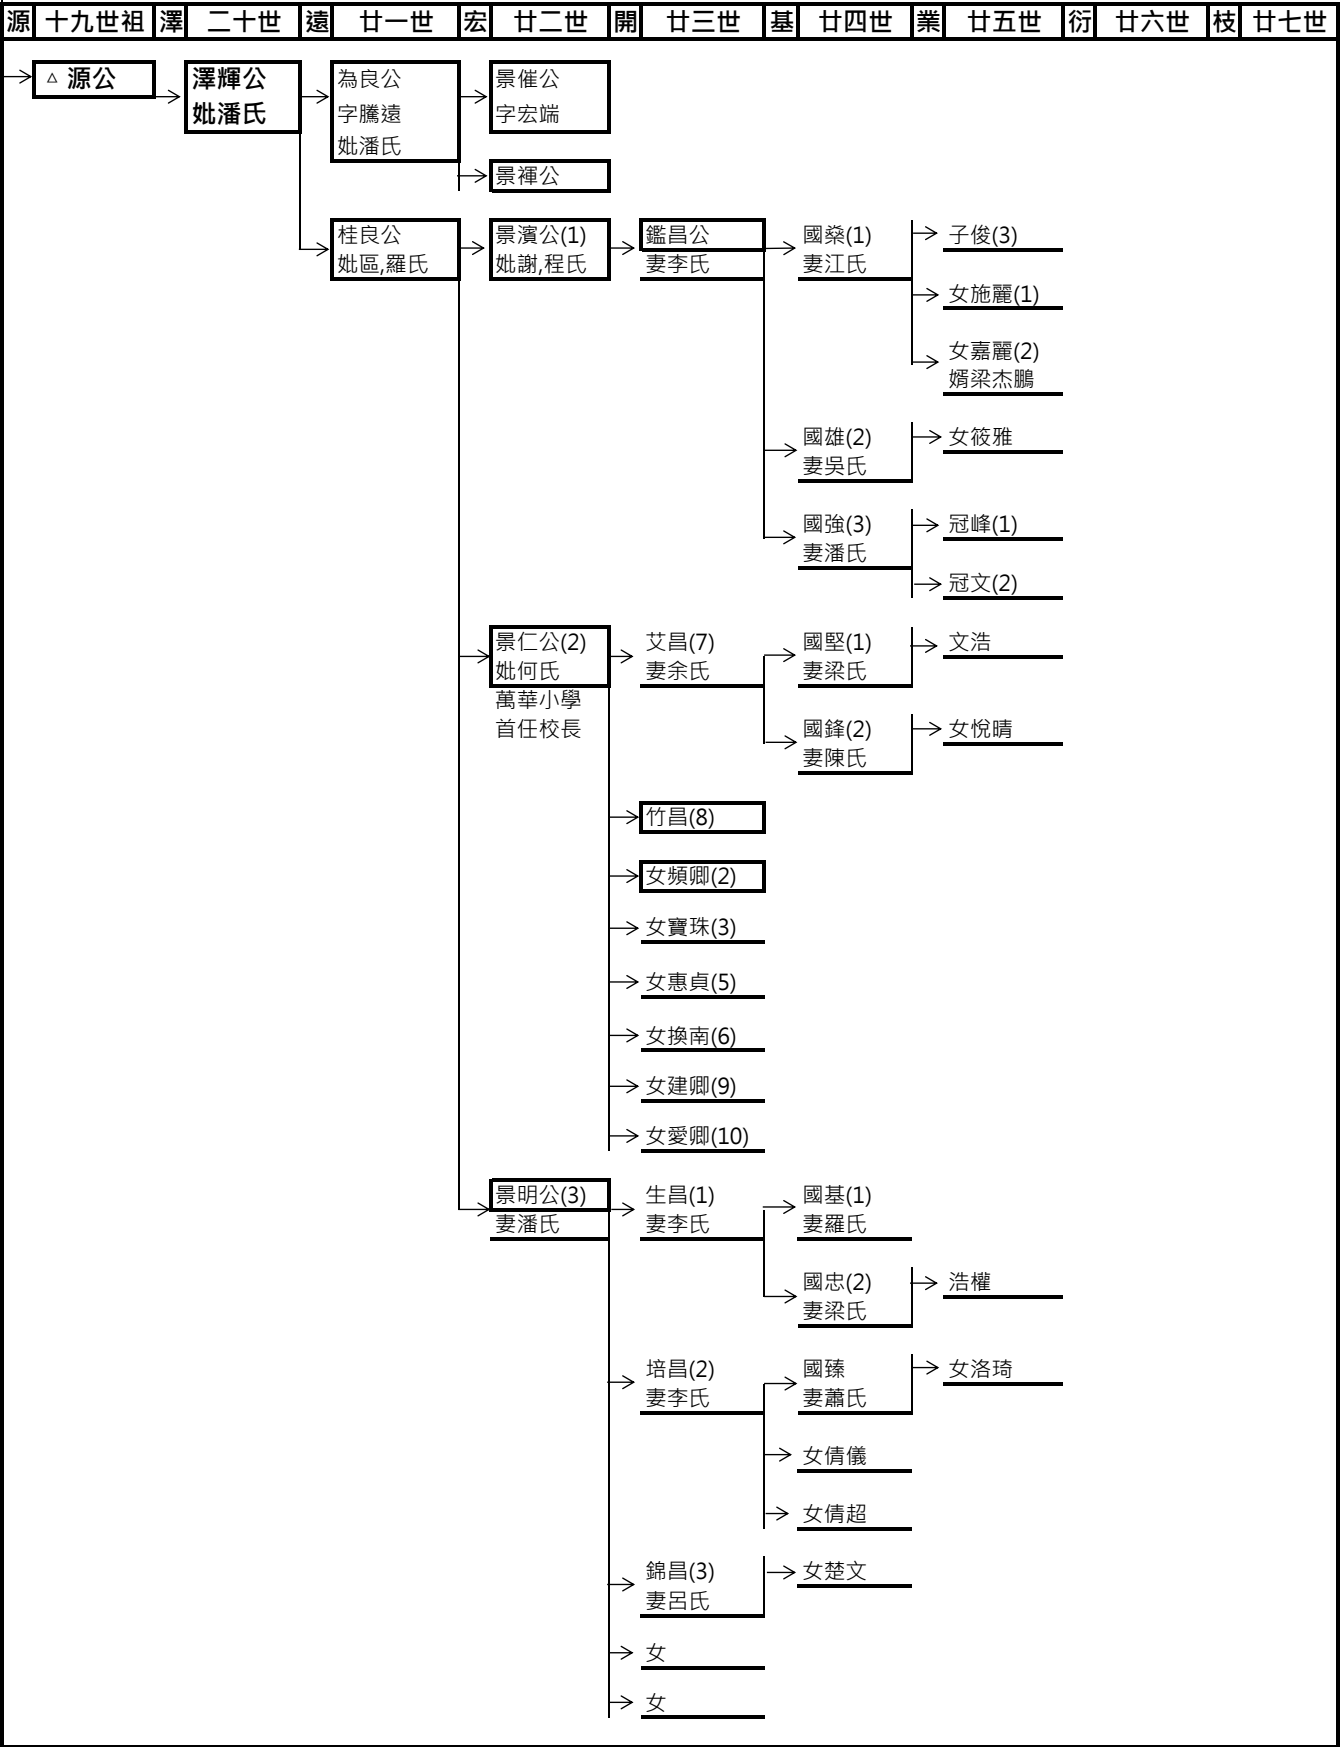 源 十九世祖 澤 二十世 遠 廿一世 宏 廿二世 開 廿三世 基 廿四世 業 廿五世 衍 廿六世 枝 廿七世
△ 源公
澤輝公
妣潘氏
為良公
字騰遠
妣潘氏
景催公
字宏端
景褌公
桂良公
妣區,羅氏
景濱公(1)
妣謝,程氏
鑑昌公
妻李氏
國燊(1)
妻江氏
子俊(3)
女施麗(1)
女嘉麗(2)
婿梁杰鵬
國雄(2)
妻吳氏
女筱雅
國強(3)
妻潘氏
冠峰(1)
冠文(2)
景仁公(2)
妣何氏
萬華小學
首任校長
艾昌(7)
妻余氏
國堅(1)
妻梁氏
文浩
國鋒(2)
妻陳氏
女悅晴
竹昌(8)
女頻卿(2)
女寶珠(3)
女惠貞(5)
女換南(6)
女建卿(9)
女愛卿(10)
景明公(3)
妻潘氏
生昌(1)
妻李氏
國基(1)
妻羅氏
國忠(2)
妻梁氏
浩權
培昌(2)
妻李氏
國臻
妻蕭氏
女洛琦
女倩儀
女倩超
錦昌(3)
妻呂氏
女楚文
女
女